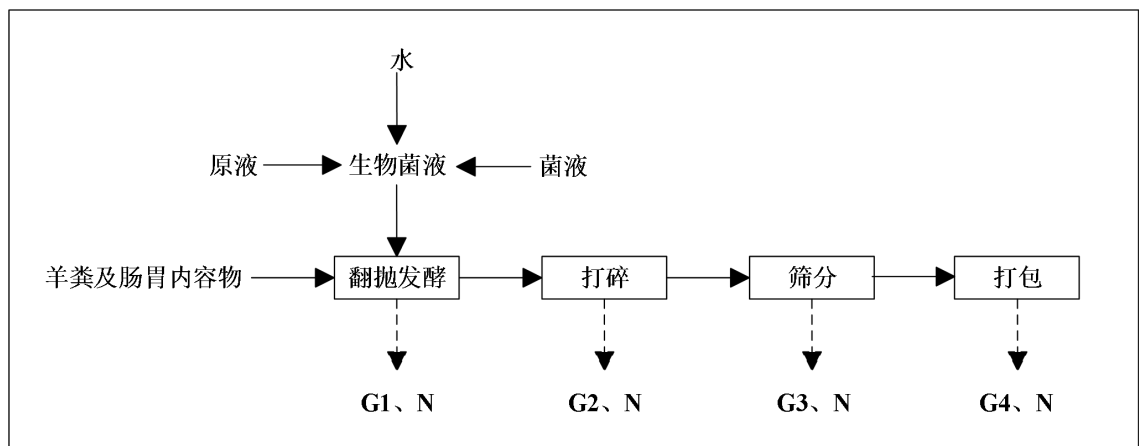 水
原液 生物菌液 菌液
羊粪及肠胃内容物 翻抛发酵 打碎 筛分 打包
G1、N G2、N G3、N G4、N